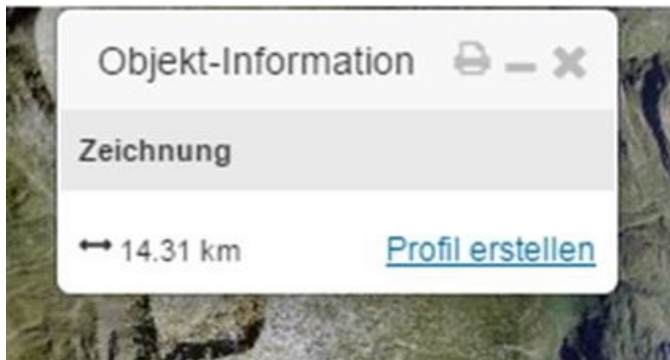 Objekt-Information
Zeichnung
14.31 km Profil erstellen